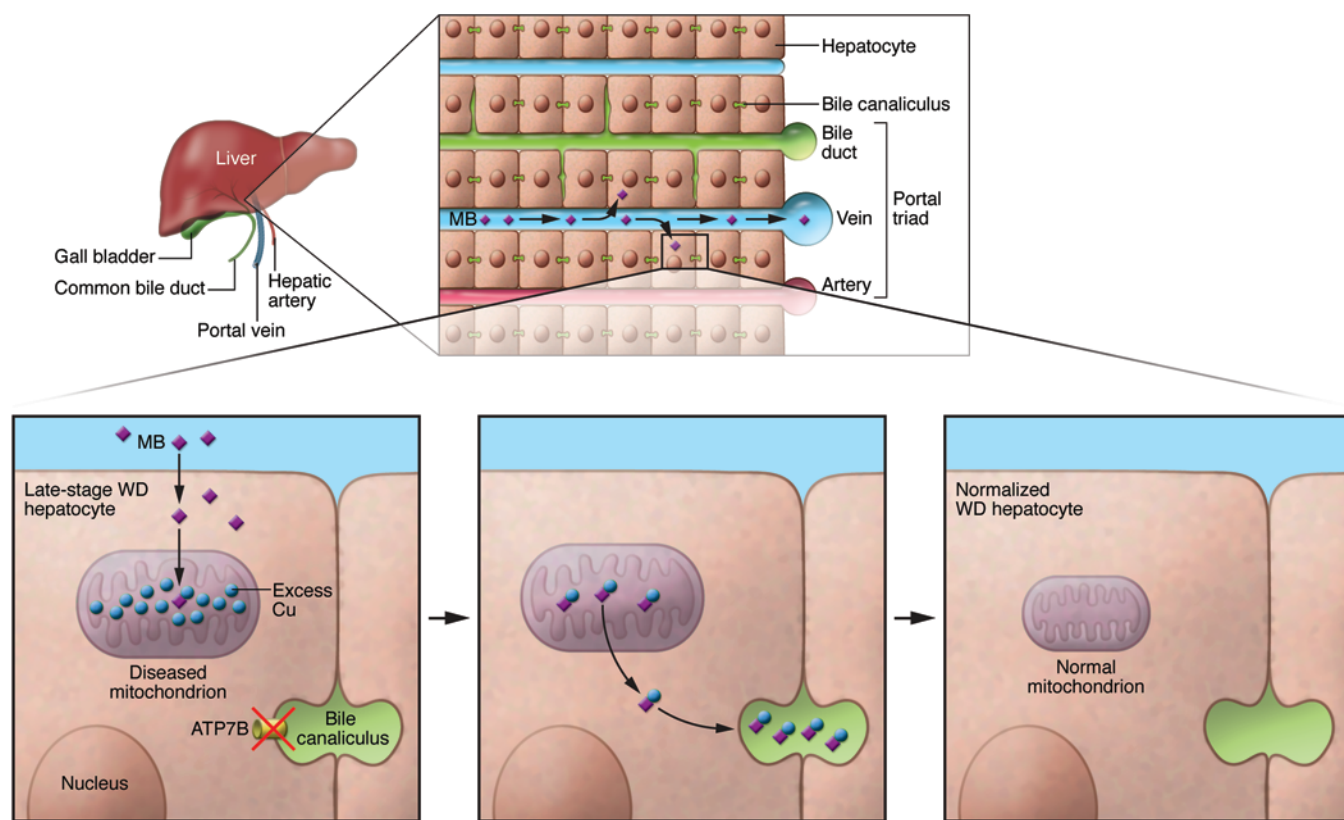 Liver
Gall bladder
Common bile duct
Portal vein
Hepatic
artery
Hepatocyte
Bile canaliculus
Bile
duct
Portal
triad
MB
Vein
Artery
MB
Late-stage WD
hepatocyte
Excess
Cu
Diseased
mitochondrion
ATP7B
Bile
canaliculus
Nucleus
Normalized
WD hepatocyte
Normal
mitochondrion